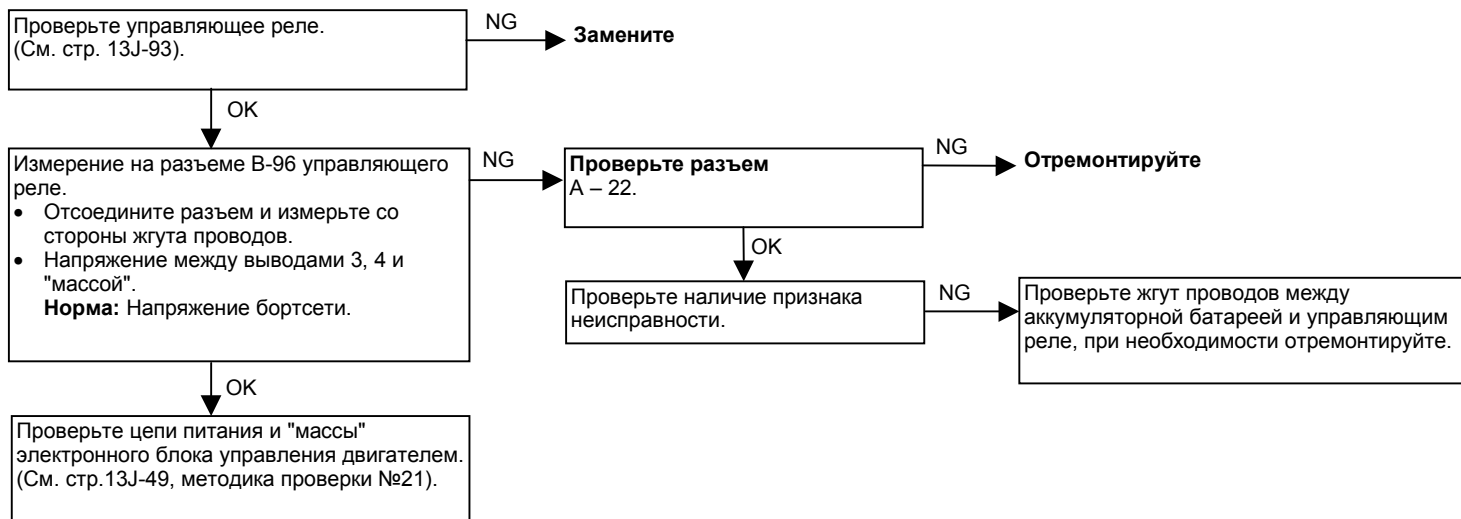 Проверьте управляющее реле.
(См. стр. 13J-93).
NG
Замените
OK
Измерение на разъеме В-96 управляющего
реле.
• Отсоедините разъем и измерьте со
стороны жгута проводов.
• Напряжение между выводами 3, 4 и
"массой".
Норма: Напряжение бортсети.
NG
Проверьте разъем
А – 22.
NG
Отремонтируйте
OK
Проверьте наличие признака
неисправности.
NG
Проверьте жгут проводов между
аккумуляторной батареей и управляющим
реле, при необходимости отремонтируйте.
OK
Проверьте цепи питания и "массы"
электронного блока управления двигателем.
(См. стр.13J-49, методика проверки №21).